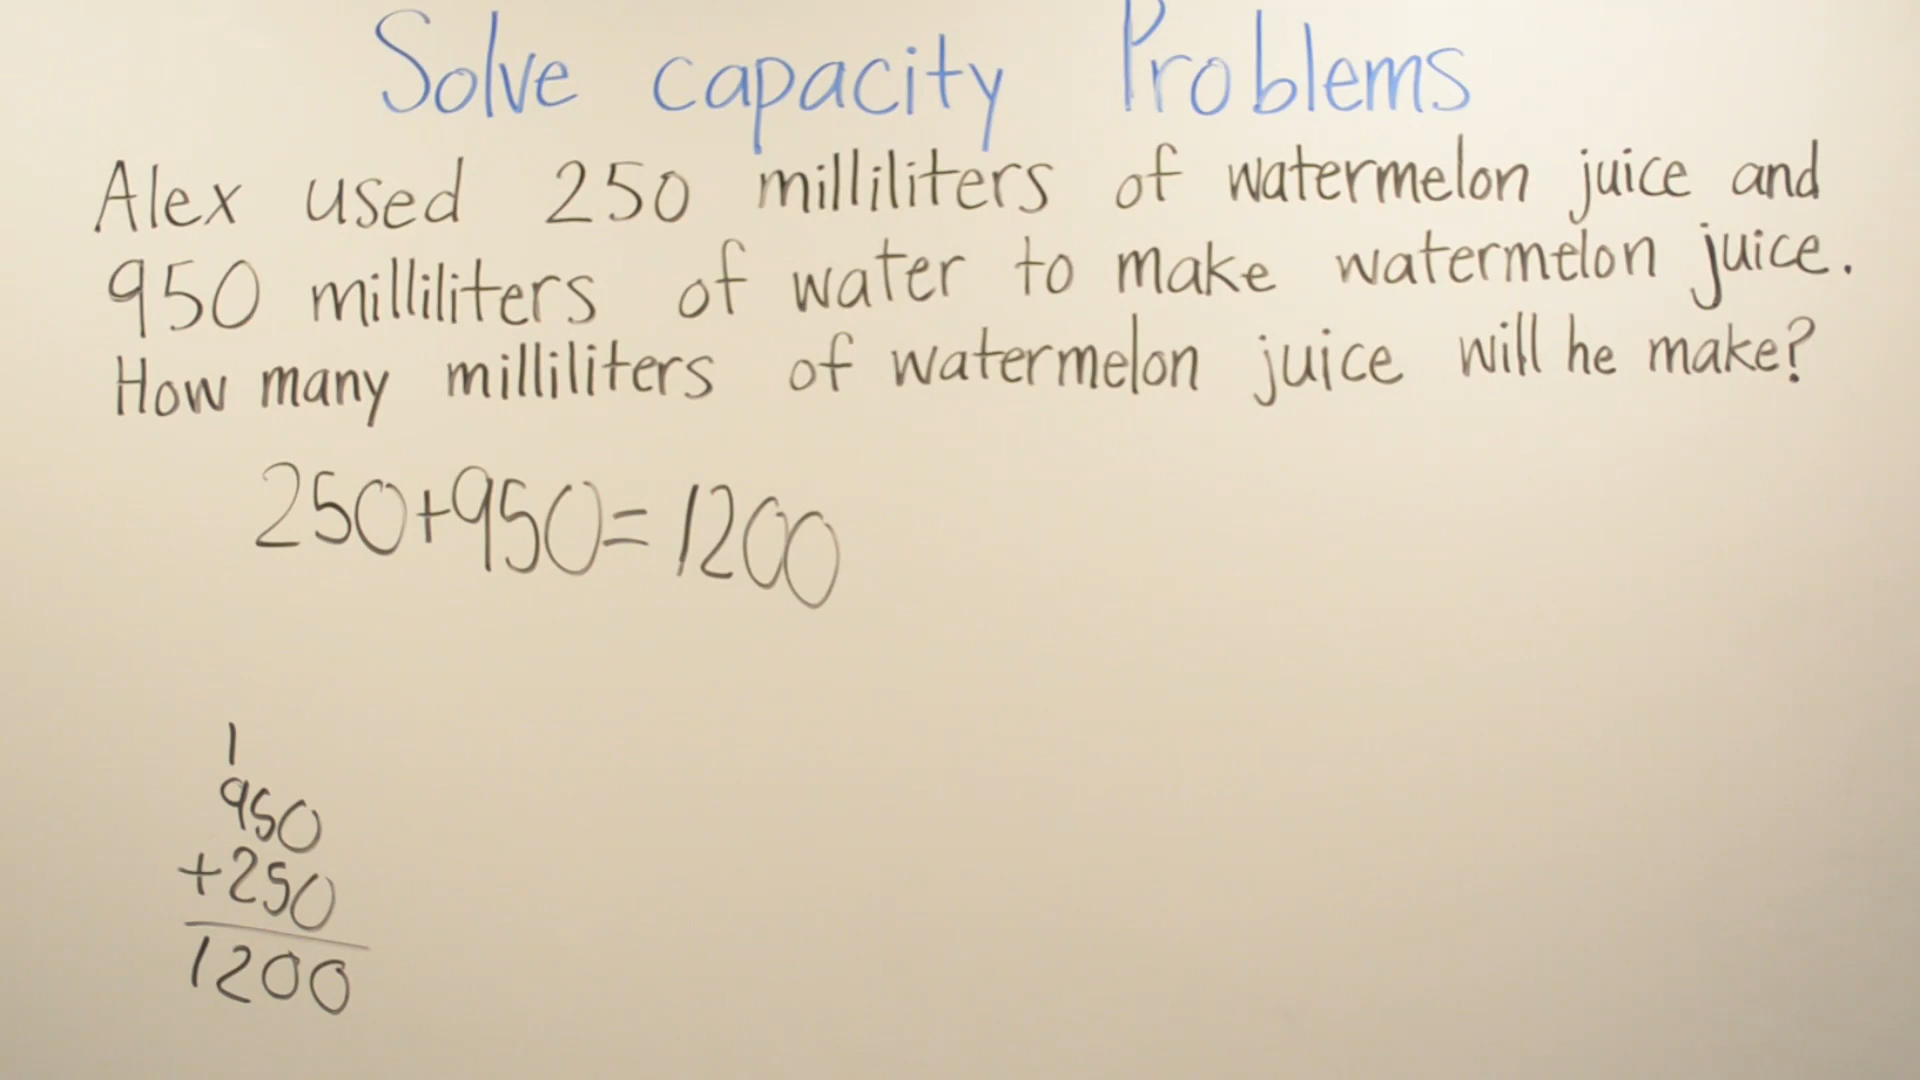 Solve capacity Problems
Alex used 250 milliliters of watermelon juice and
950 milliliters of water to make watermelon juice.
How many milliliters of watermelon juice will he make?
250+950=1200
1
950
+250
1200